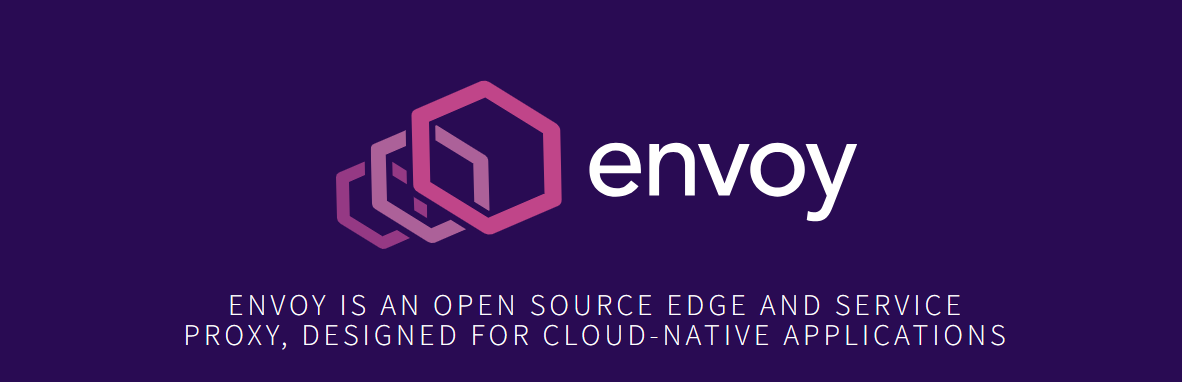 envoy
ENVOY IS AN OPEN SOURCE EDGE AND SERVICE
PROXY, DESIGNED FOR CLOUD-NATIVE APPLICATIONS